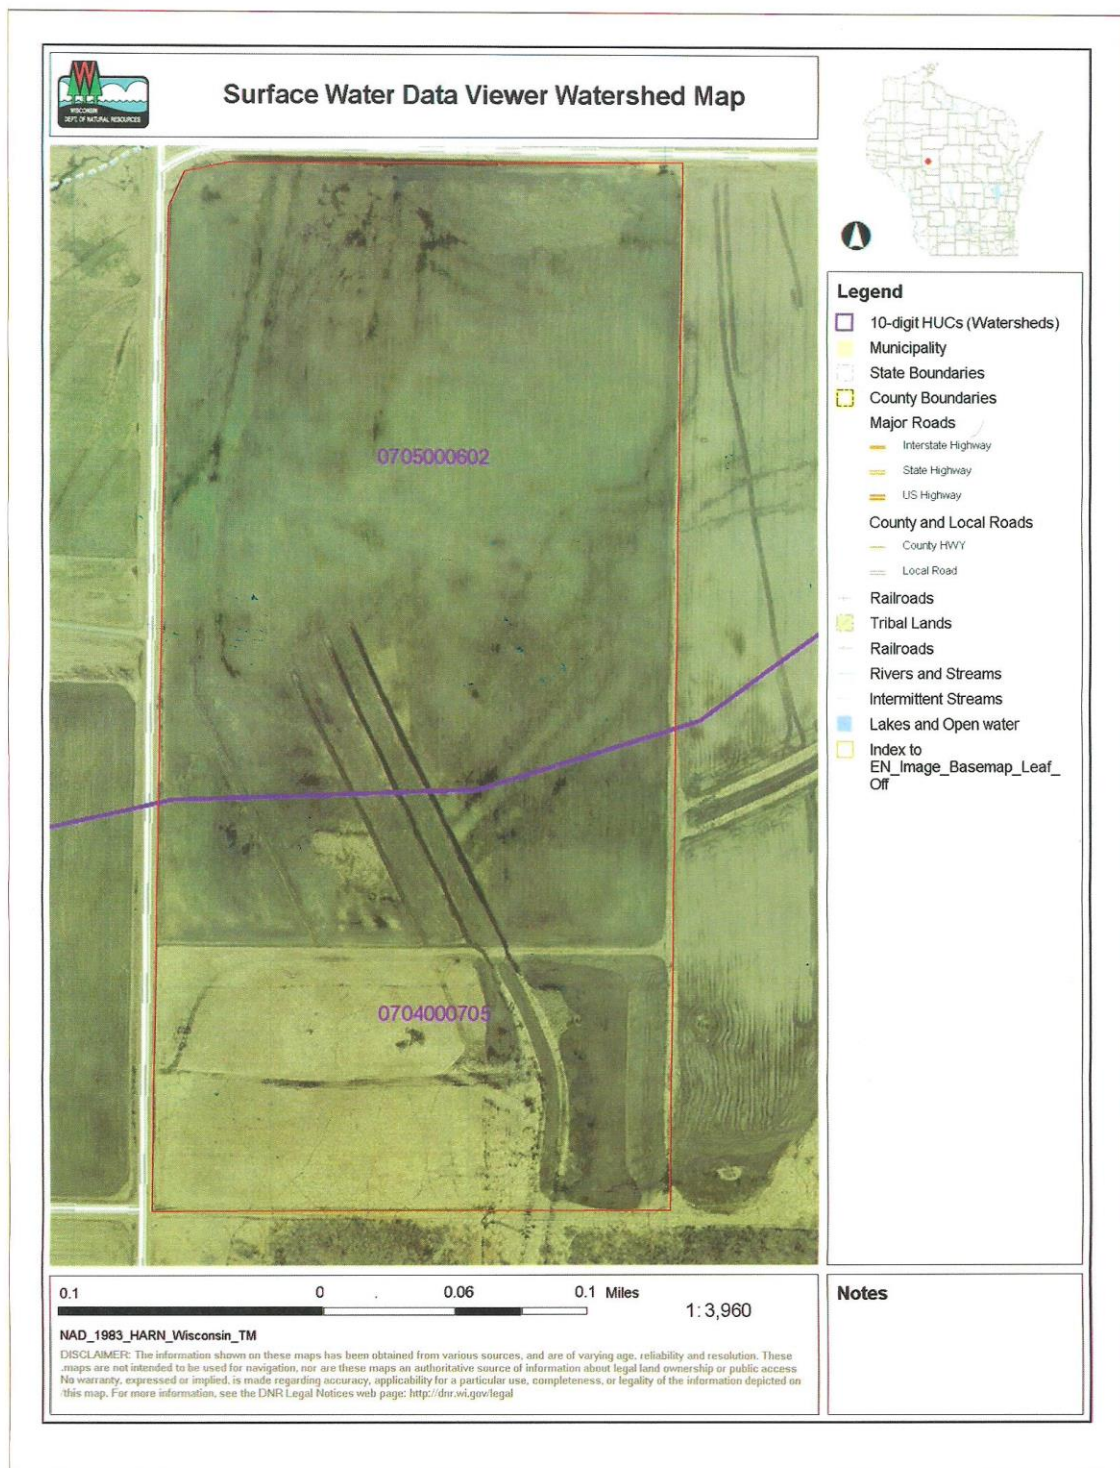 WISCONSIN
DEPT. OF NATURAL RESOURCES
Surface Water Data Viewer Watershed Map
0705000602
0704000705
Legend
10-digit HUCs (Watersheds)
Municipality
State Boundaries
County Boundaries
Major Roads
Interstate Highway
State Highway
US Highway
County and Local Roads
County HWY
Local Road
Railroads
Tribal Lands
Railroads
Rivers and Streams
Intermittent Streams
Lakes and Open water
Index to
EN_Image_Basemap_Leaf_
Off
0.1 0 0.06 0.1 Miles
1: 3,960
NAD_1983_HARN_Wisconsin_TM
DISCLAIMER: The information shown on these maps has been obtained from various sources, and are of varying age, reliability and resolution. These
maps are not intended to be used for navigation, nor are these maps an authoritative source of information about legal land ownership or public access
No warranty, expressed or implied, is made regarding accuracy, applicability for a particular use, completeness, or legality of the information depicted on
this map. For more information, see the DNR Legal Notices web page: http://dnr.wi.gov/legal
Notes